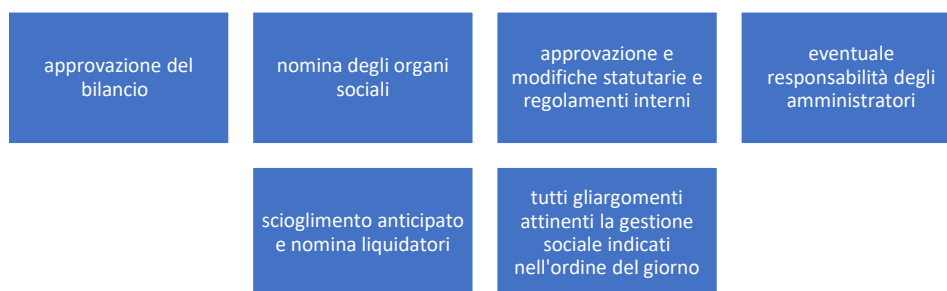 approvazione del
bilancio
nomina degli organi
sociali
approvazione e
modifiche statutarie e
regolamenti interni
eventuale
responsabilità degli
amministratori
scioglimento anticipato
e nomina liquidatori
tutti gliargomenti
attinenti la gestione
sociale indicati
nell'ordine del giorno